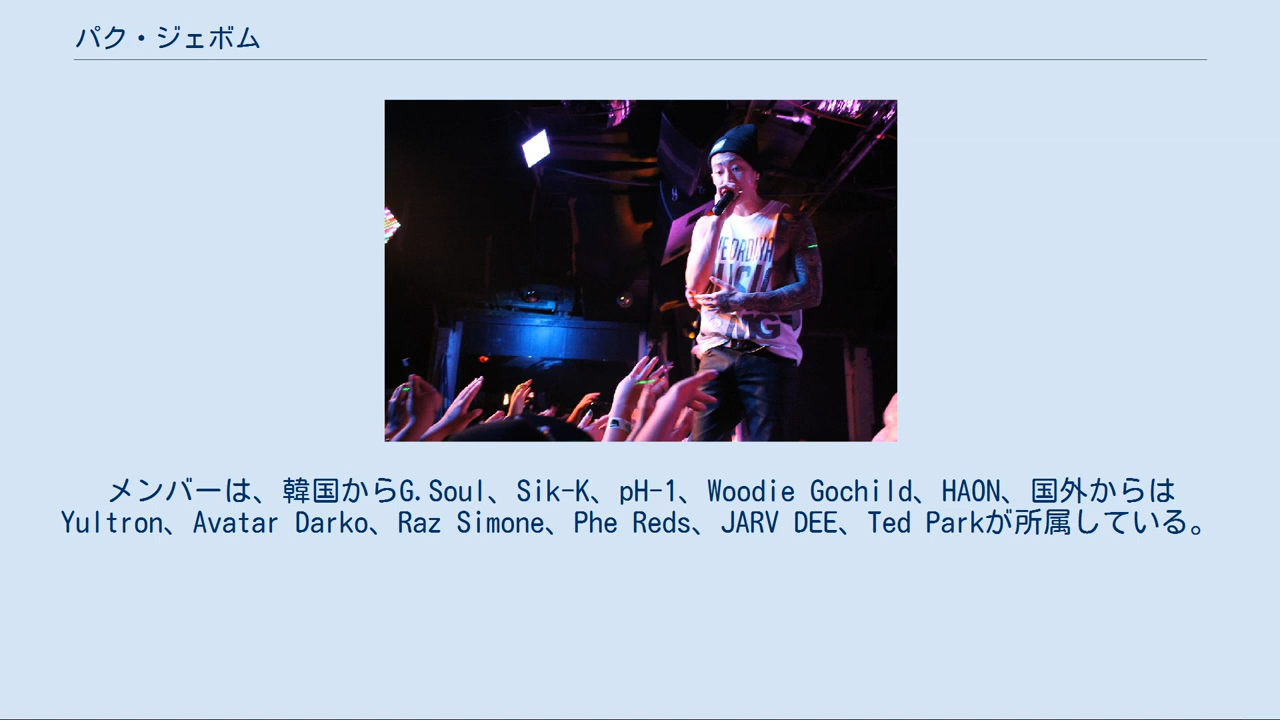 パク・ジェボム
メンバーは、韓国からG.Soul、Sik-K、pH-1、Woodie Gochild、HAON、国外からは
Yultron、Avatar Darko、Raz Simone、Phe Reds、JARV DEE、Ted Parkが所属している。